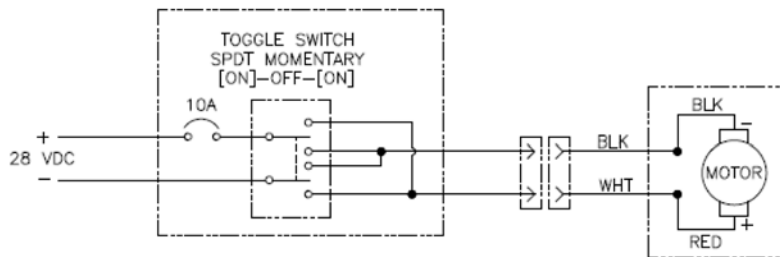 TOGGLE SWITCH
SPDT MOMENTARY
[ON]–OFF–[ON]
10A
+
28 VDC
–
BLK
WHT
BLK
–
MOTOR
+
RED